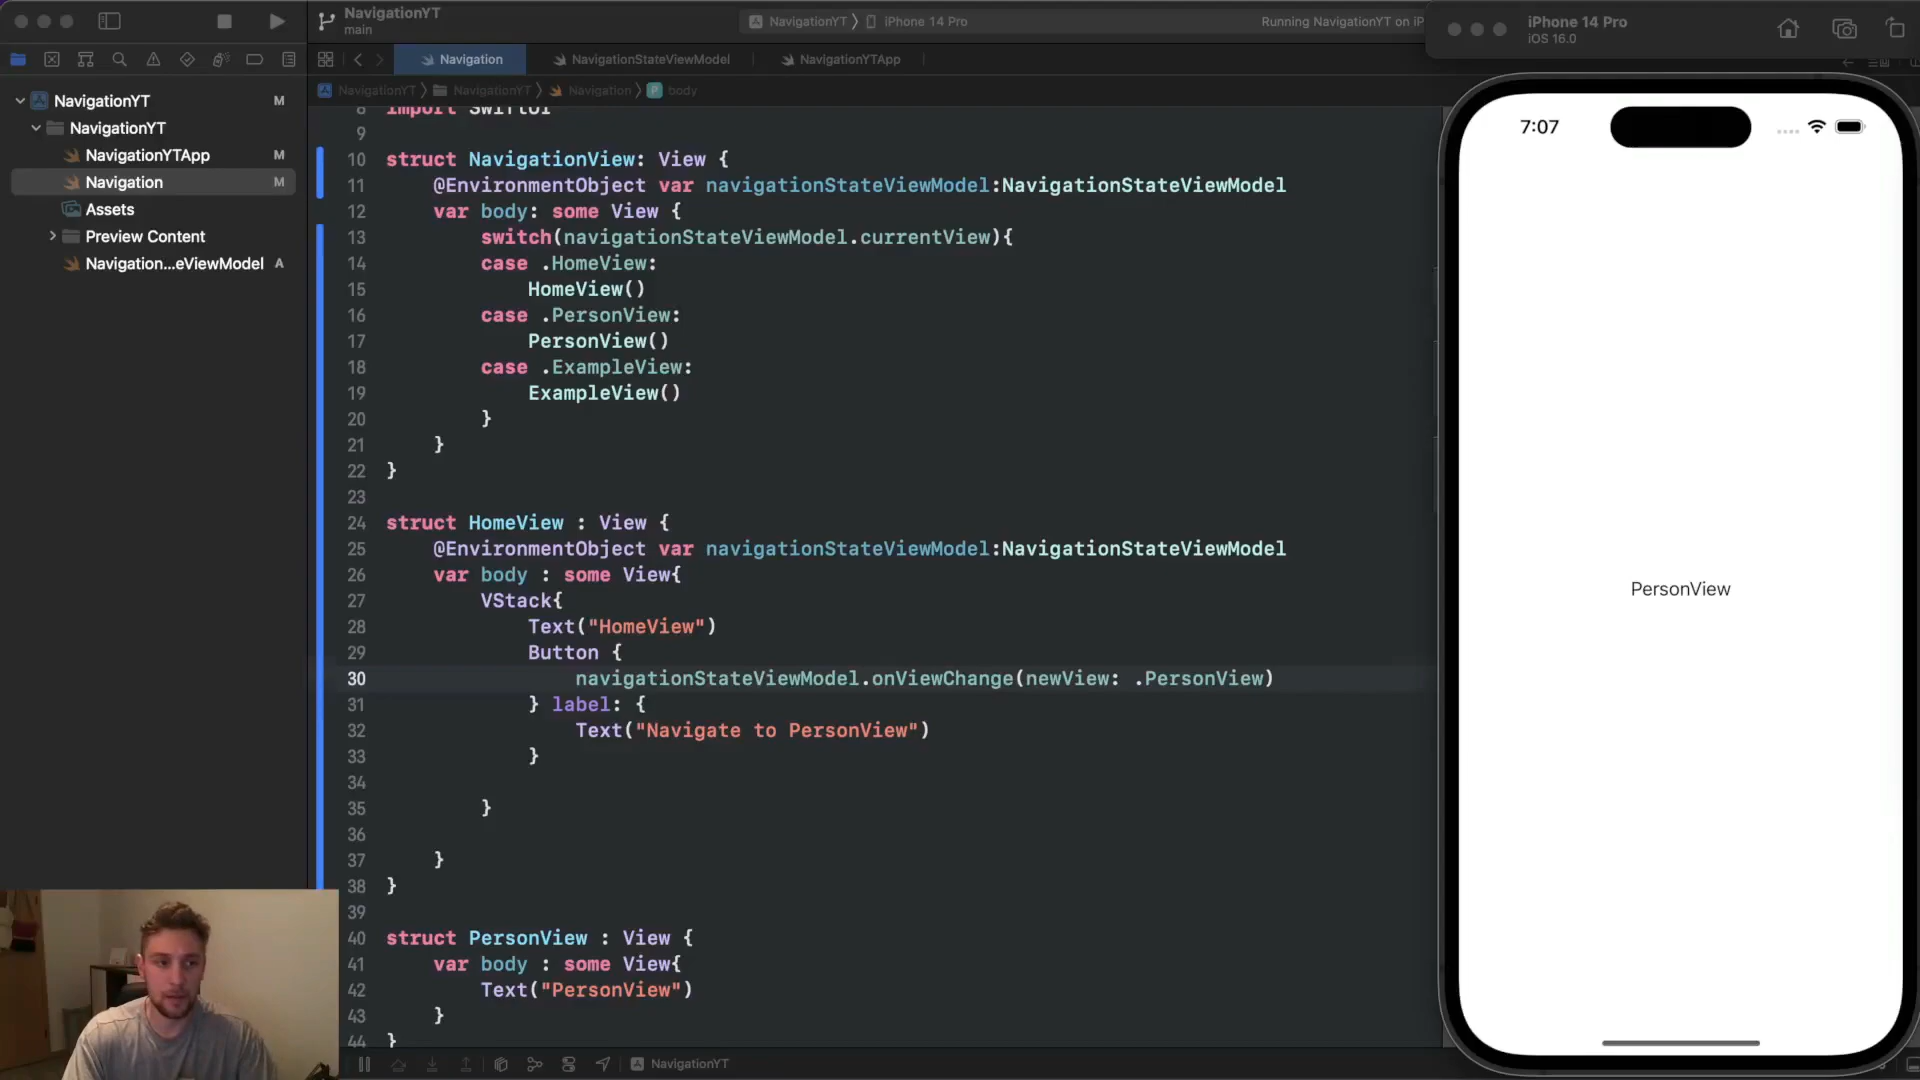 NavigationYT
main
NavigationYT
iPhone 14 Pro
Running NavigationYT on iP
iPhone 14 Pro
iOS 16.0
Navigation
NavigationStateViewModel
NavigationYTApp
NavigationYT
NavigationYT
Navigation
body
NavigationYT M
NavigationYT
NavigationYTApp M
Navigation M
Assets
Preview Content
Navigation...eViewModel A
8 import SwiftUI
9
10 struct NavigationView: View {
11 @EnvironmentObject var navigationStateViewModel:NavigationStateViewModel
12 var body: some View {
13 switch(navigationStateViewModel.currentView){
14 case .HomeView:
15 HomeView()
16 case .PersonView:
17 PersonView()
18 case .ExampleView:
19 ExampleView()
20 }
21 }
22 }
23
24 struct HomeView : View {
25 @EnvironmentObject var navigationStateViewModel:NavigationStateViewModel
26 var body : some View{
27 VStack{
28 Text("HomeView")
29 Button {
30 navigationStateViewModel.onViewChange(newView: .PersonView)
31 } label: {
32 Text("Navigate to PersonView")
33 }
34
35 }
36
37 }
38 }
39
40 struct PersonView : View {
41 var body : some View{
42 Text("PersonView")
43 }
44 }
7:07
PersonView
NavigationYT